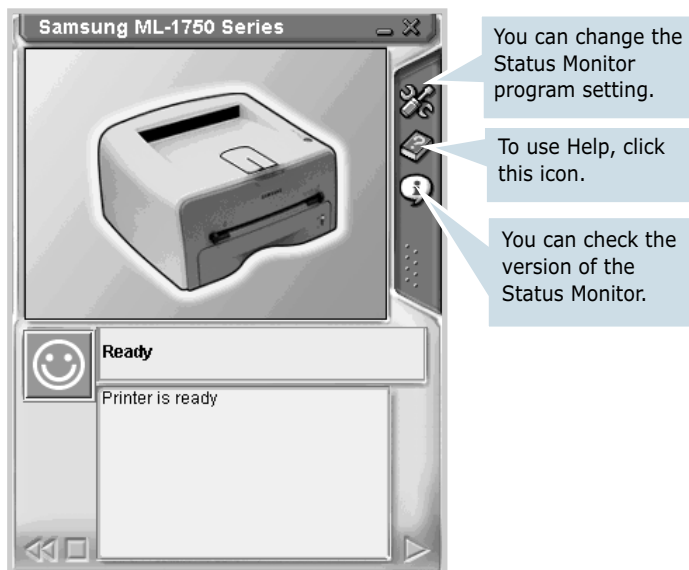 Samsung ML-1750 Series
You can change the
Status Monitor
program setting.
To use Help, click
this icon.
You can check the
version of the
Status Monitor.
SAMSUNG
Ready
Printer is ready